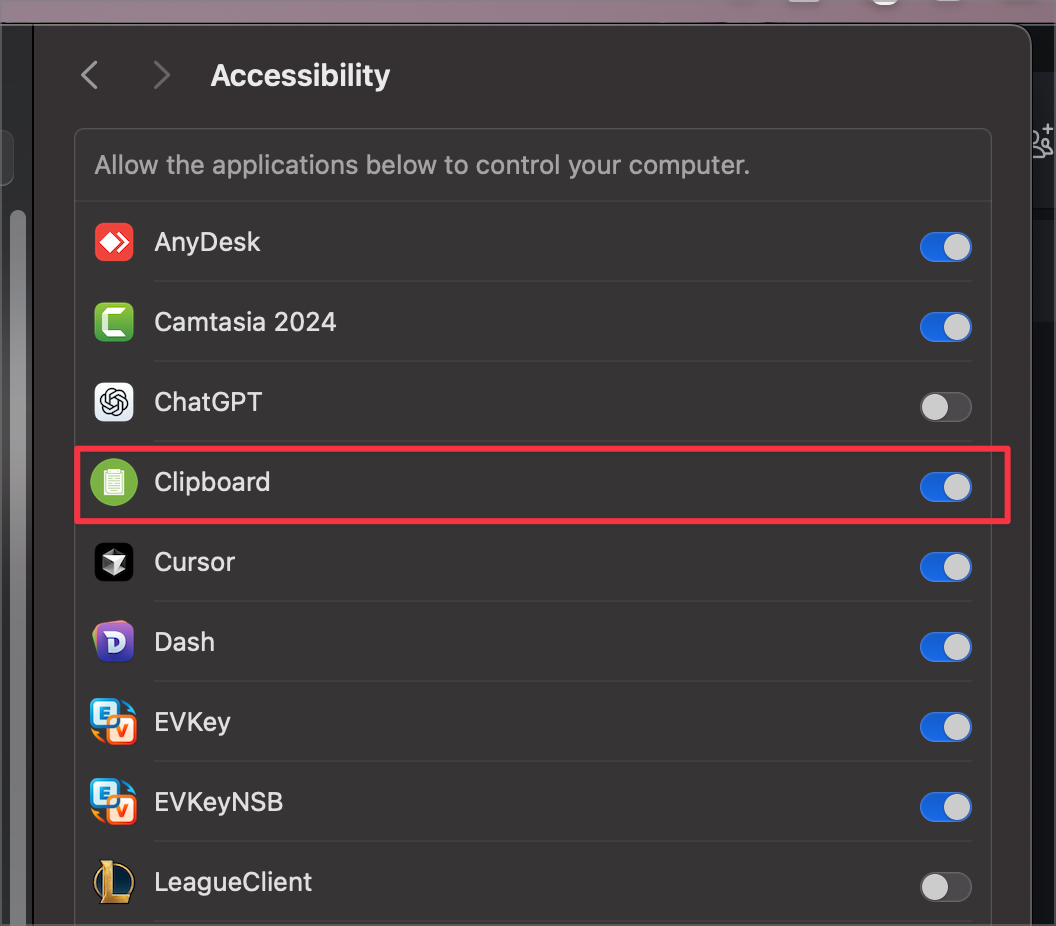 Accessibility
Allow the applications below to control your computer.
AnyDesk
Camtasia 2024
ChatGPT
Clipboard
Cursor
Dash
EVKey
EVKeyNSB
LeagueClient